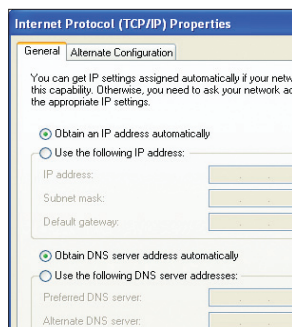 Internet Protocol (TCP/IP) Properties
General
Alternate Configuration
You can get IP settings assigned automatically if your netw
this capability. Otherwise, you need to ask your network ad
the appropriate IP settings.
Obtain an IP address automatically
Use the following IP address:
IP address:
Subnet mask:
Default gateway:
Obtain DNS server address automatically
Use the following DNS server addresses:
Preferred DNS server:
Alternate DNS server: